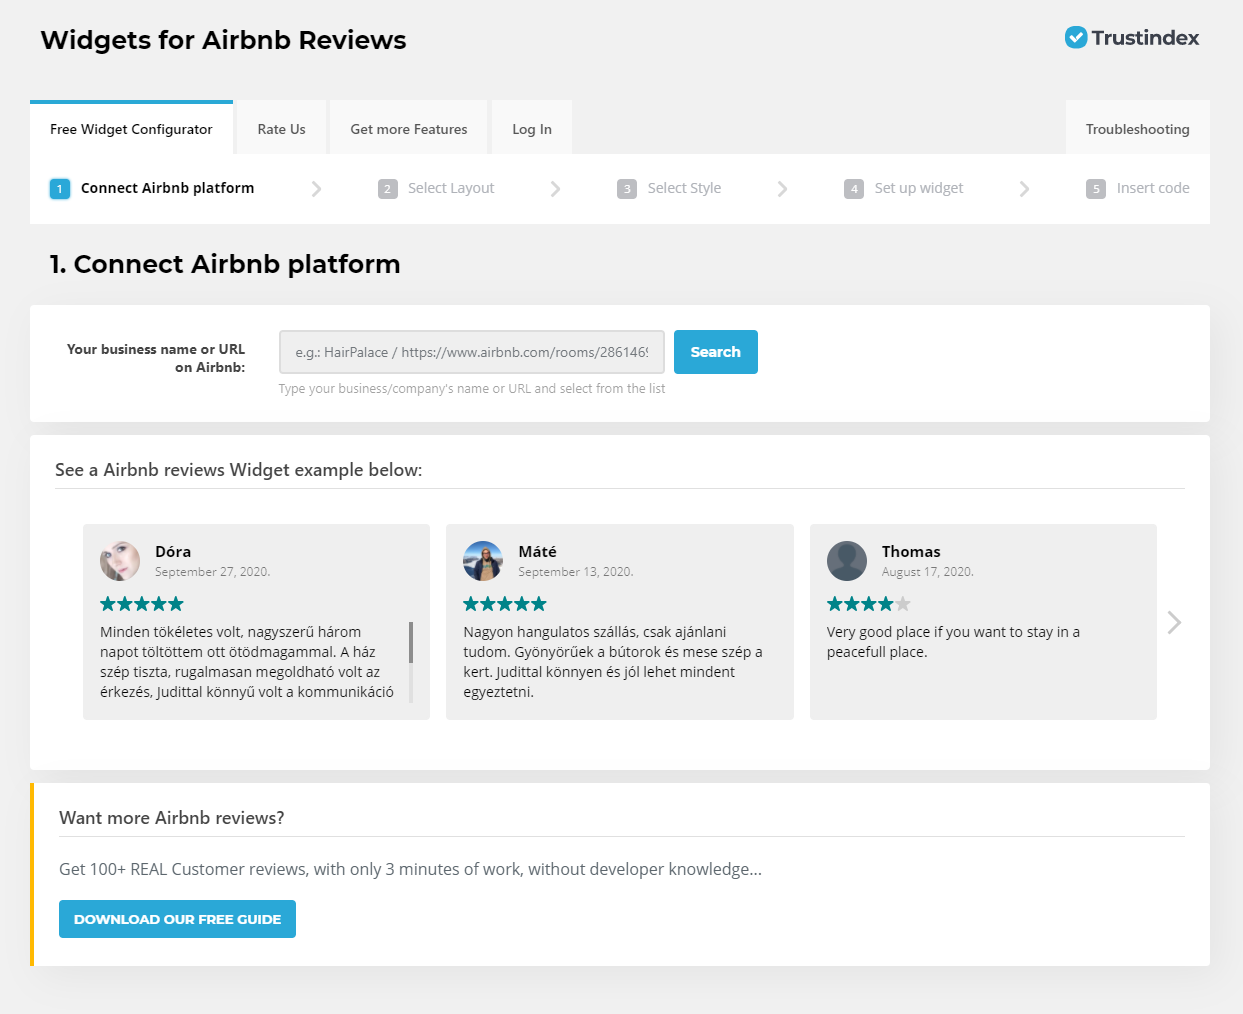 Widgets for Airbnb Reviews
Trustindex
Free Widget Configurator
Rate Us
Get more Features
Log In
Troubleshooting
1 Connect Airbnb platform
2 Select Layout
3 Select Style
4 Set up widget
5 Insert code
1. Connect Airbnb platform
Your business name or URL
on Airbnb:
e.g.: HairPalace / https://www.airbnb.com/rooms/2861469
Search
Type your business/company's name or URL and select from the list
See a Airbnb reviews Widget example below:
Dóra
September 27, 2020.
Minden tökéletes volt, nagyszerű három
napot töltöttem ott ötödmagammal. A ház
szép tiszta, rugalmasan megoldható volt az
érkezés, Judittal könnyű volt a kommunikáció
Máté
September 13, 2020.
Nagyon hangulatos szállás, csak ajánlani
tudom. Gyönyörűek a bútorok és mese szép a
kert. Judittal könnyen és jól lehet mindent
egyeztetni.
Thomas
August 17, 2020.
Very good place if you want to stay in a
peacefull place.
Want more Airbnb reviews?
Get 100+ REAL Customer reviews, with only 3 minutes of work, without developer knowledge...
DOWNLOAD OUR FREE GUIDE